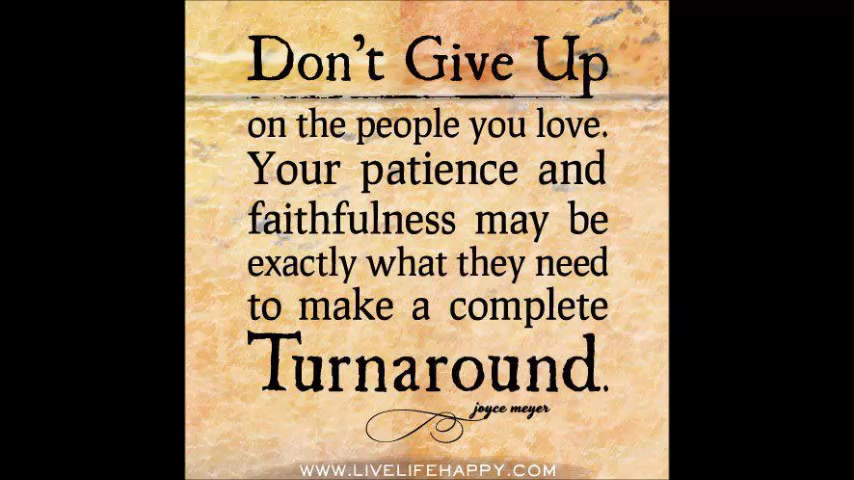 Don't Give Up
on the people you love.
Your patience and
faithfulness may be
exactly what they need
to make a complete
Turnaround.
joyce meyer
WWW.LIVELIFEHAPPY.COM